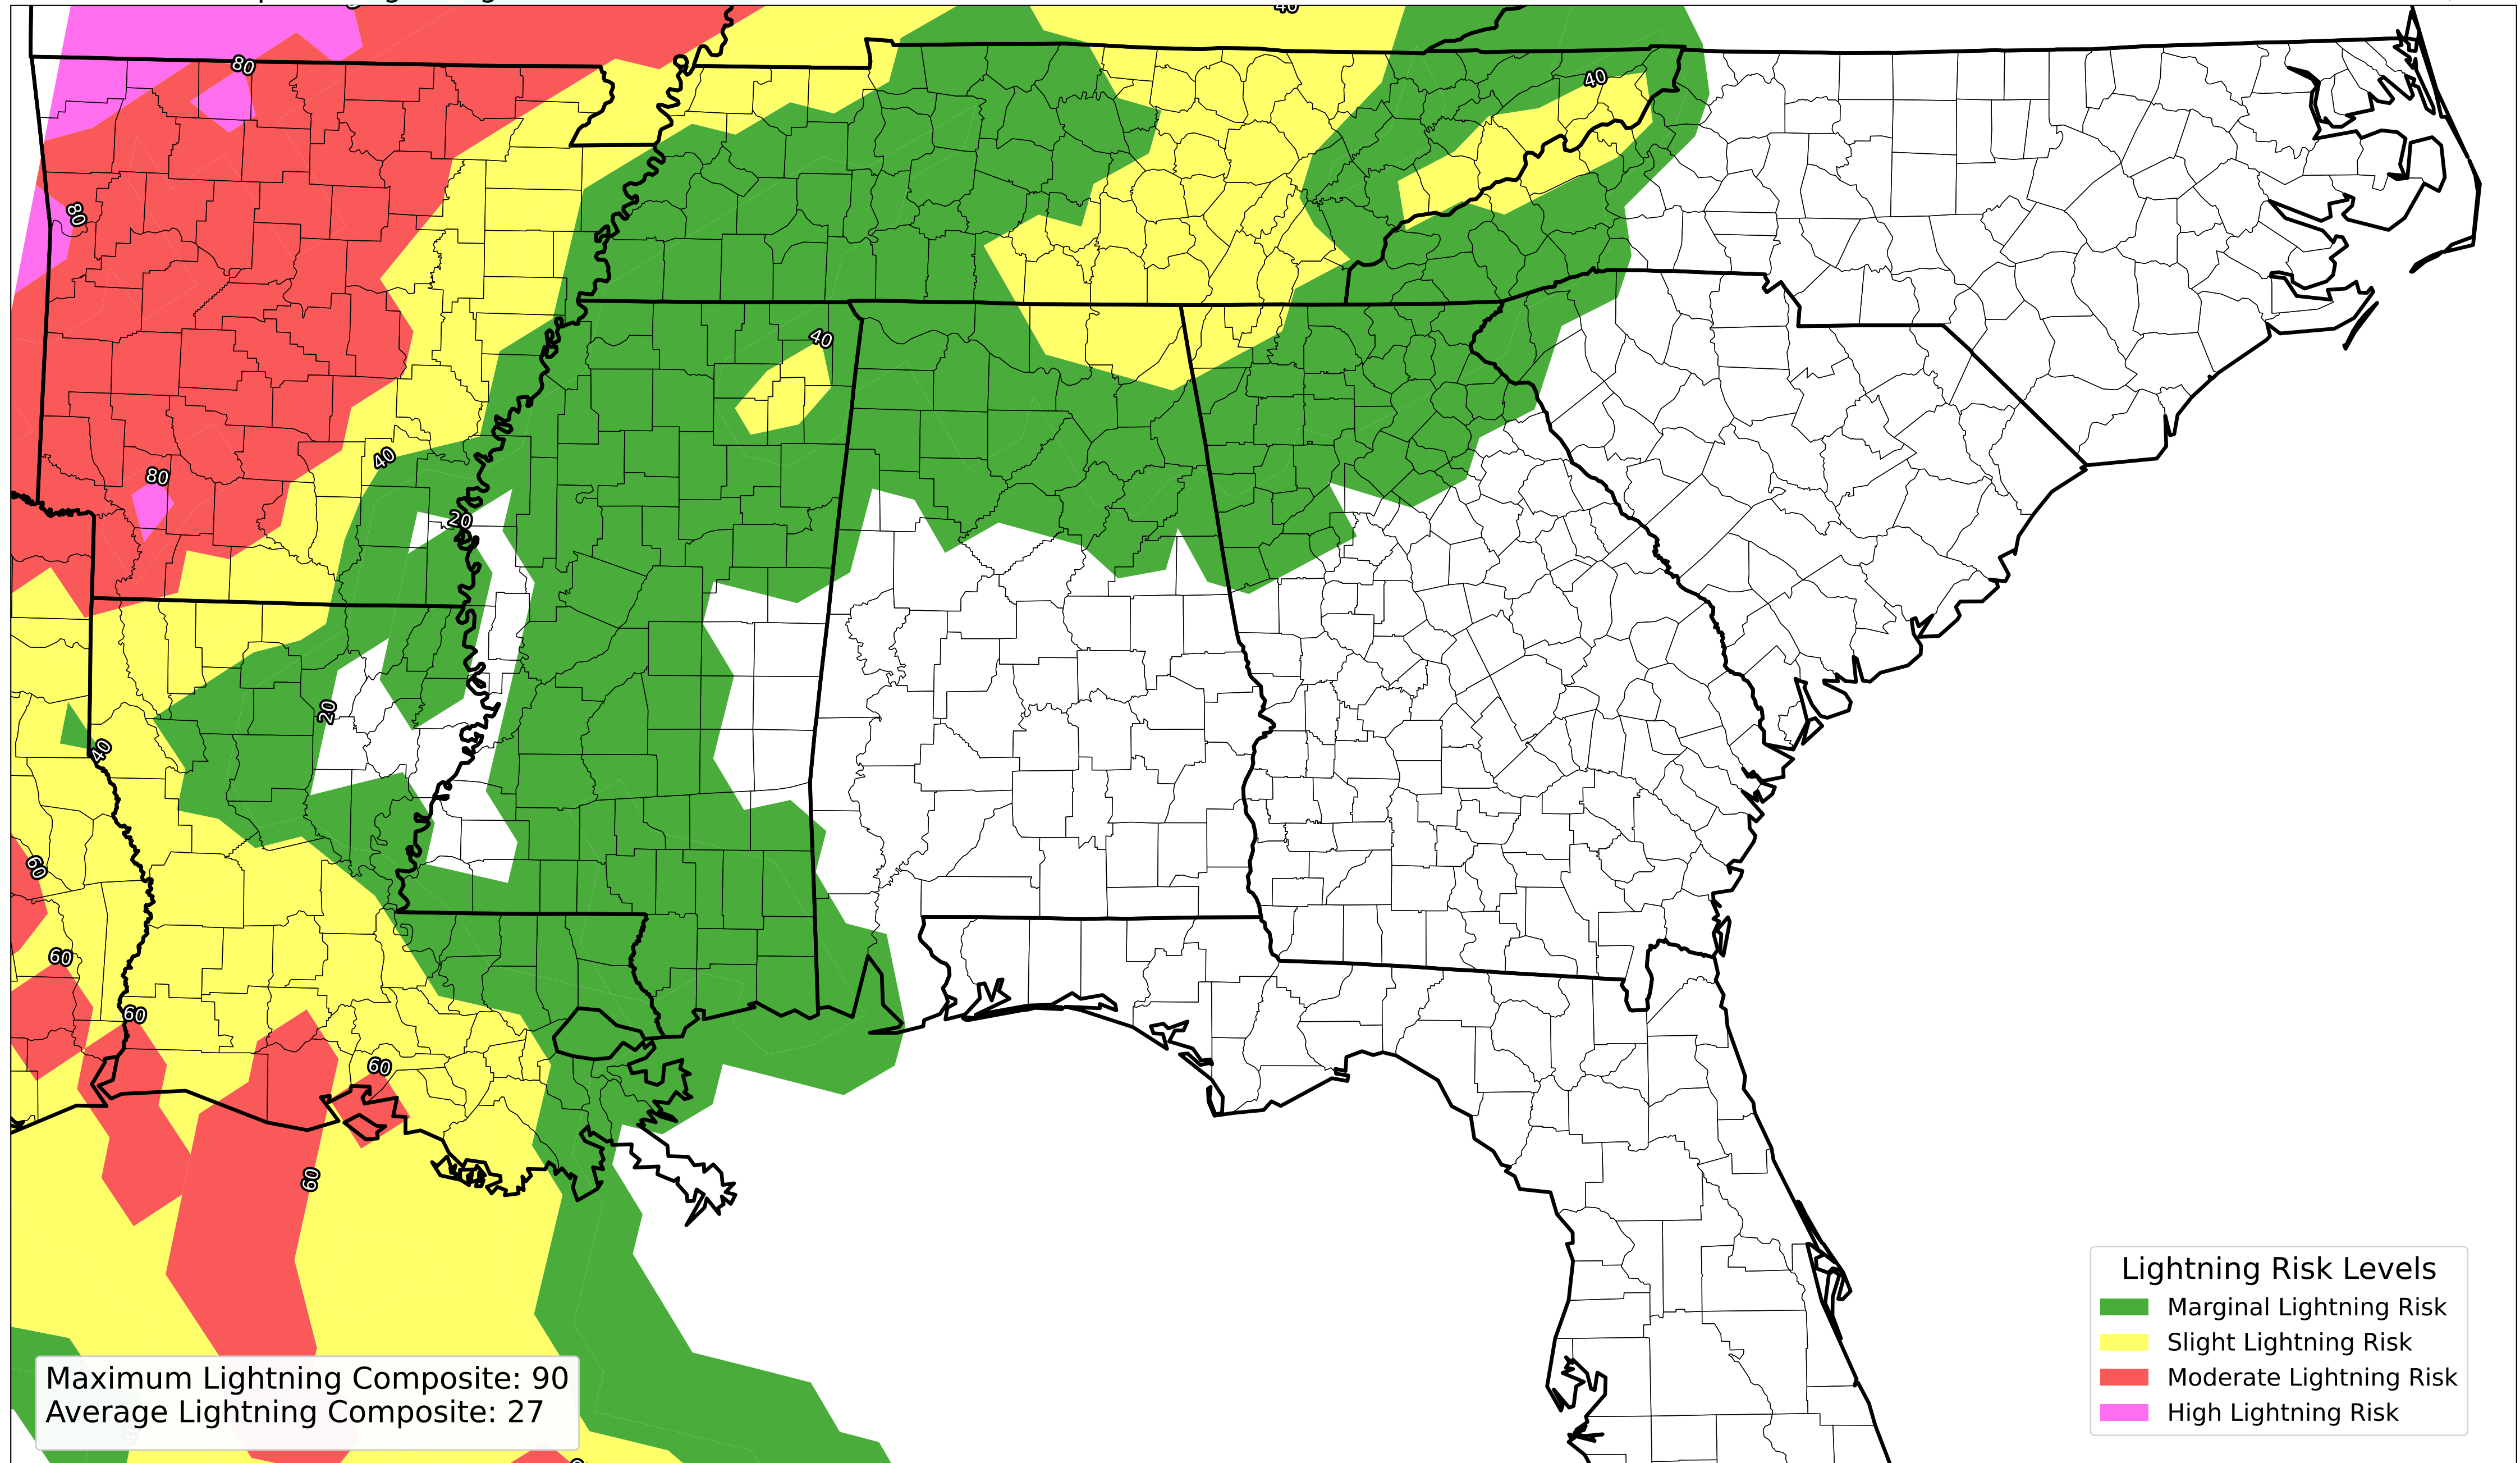 40
80
40
80
40
80
40
20
20
40
60
60
60
60
60
Lightning Risk Levels
Marginal Lightning Risk
Slight Lightning Risk
Moderate Lightning Risk
High Lightning Risk
Maximum Lightning Composite: 90
Average Lightning Composite: 27